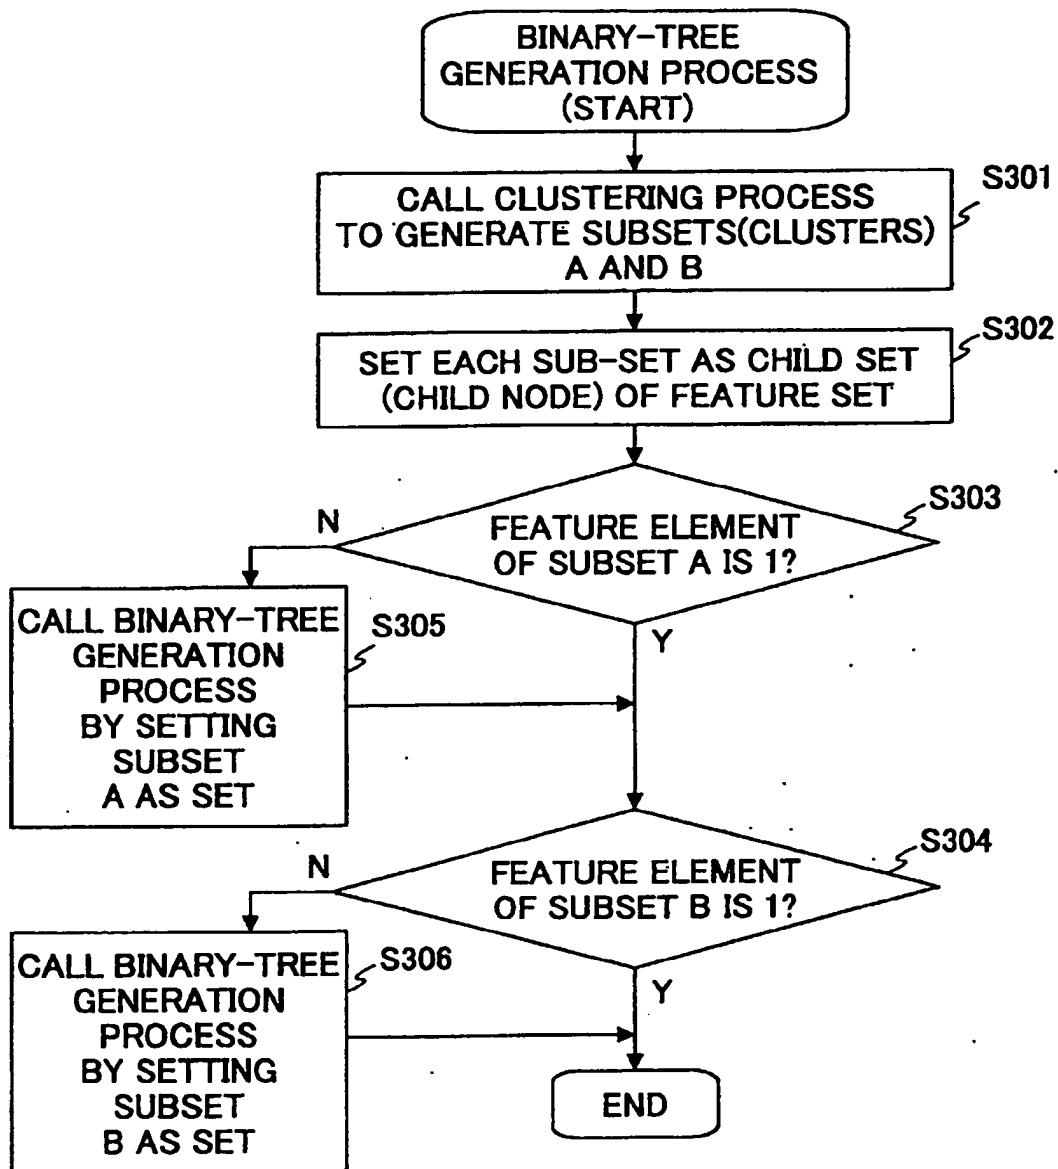 BINARY-TREE
GENERATION PROCESS
(START)
S301
CALL CLUSTERING PROCESS
TO GENERATE SUBSETS(CLUSTERS)
A AND B
S302
SET EACH SUB-SET AS CHILD SET
(CHILD NODE) OF FEATURE SET
S303
FEATURE ELEMENT
OF SUBSET A IS 1?
N
Y
S305
CALL BINARY-TREE
GENERATION
PROCESS
BY SETTING
SUBSET
A AS SET
S304
FEATURE ELEMENT
OF SUBSET B IS 1?
N
Y
S306
CALL BINARY-TREE
GENERATION
PROCESS
BY SETTING
SUBSET
B AS SET
END